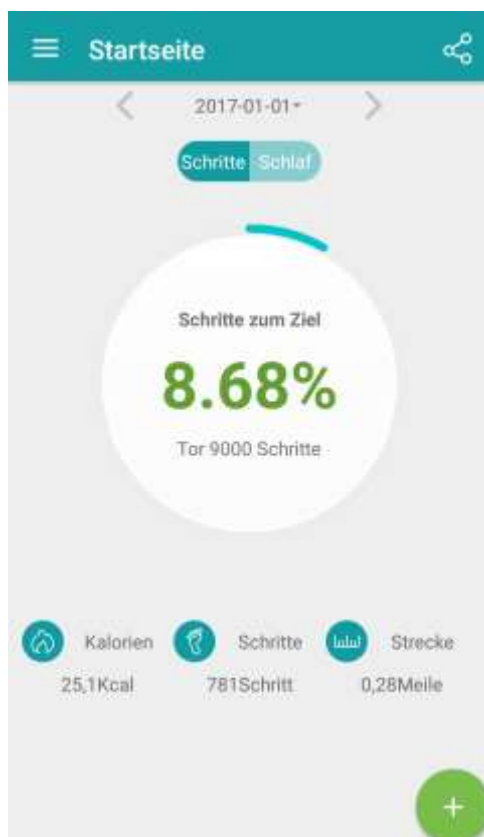 Startseite
2017-01-01
Schritte Schlaf
Schritte zum Ziel
8.68%
Tor 9000 Schritte
Kalorien Schritte Strecke
25,1Kcal 781Schritt 0,28Meile
+